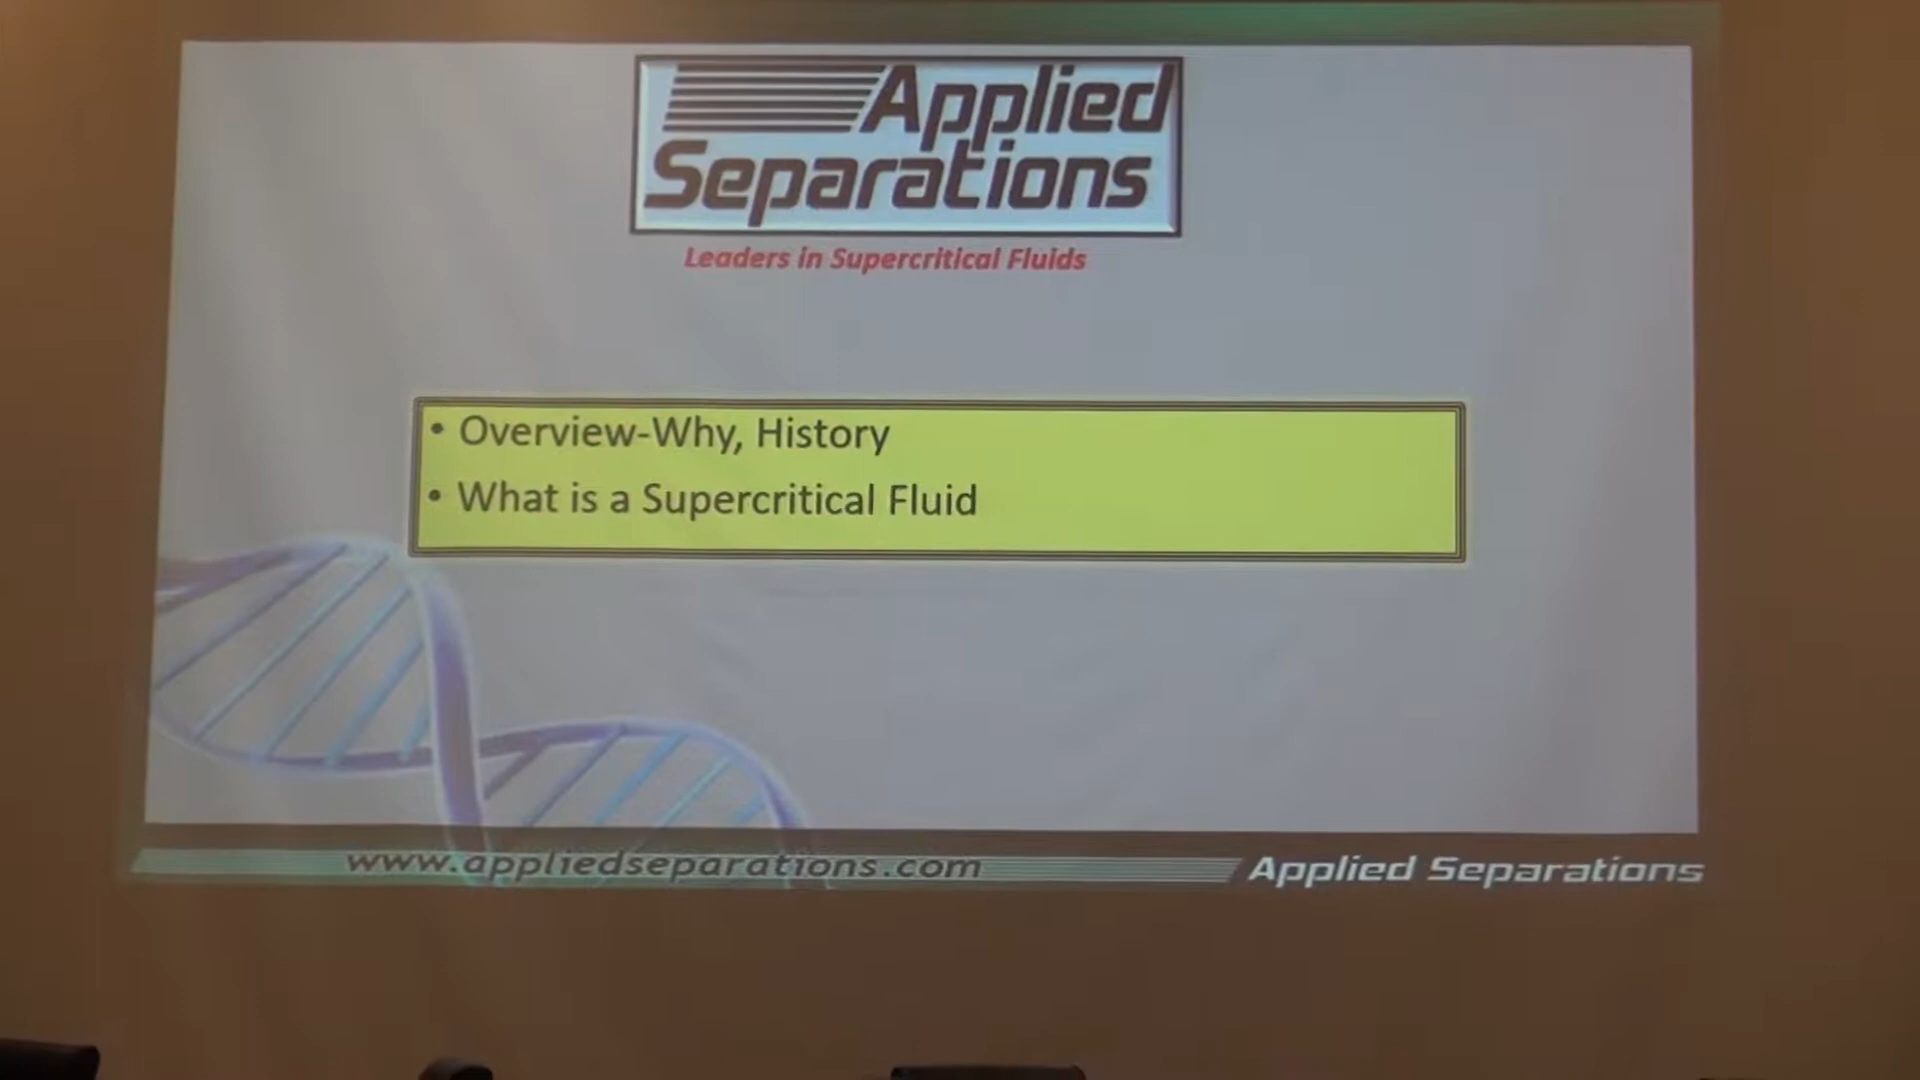 Applied
Separations
Leaders in Supercritical Fluids
• Overview-Why, History
• What is a Supercritical Fluid
www.appliedseparations.com
Applied Separations